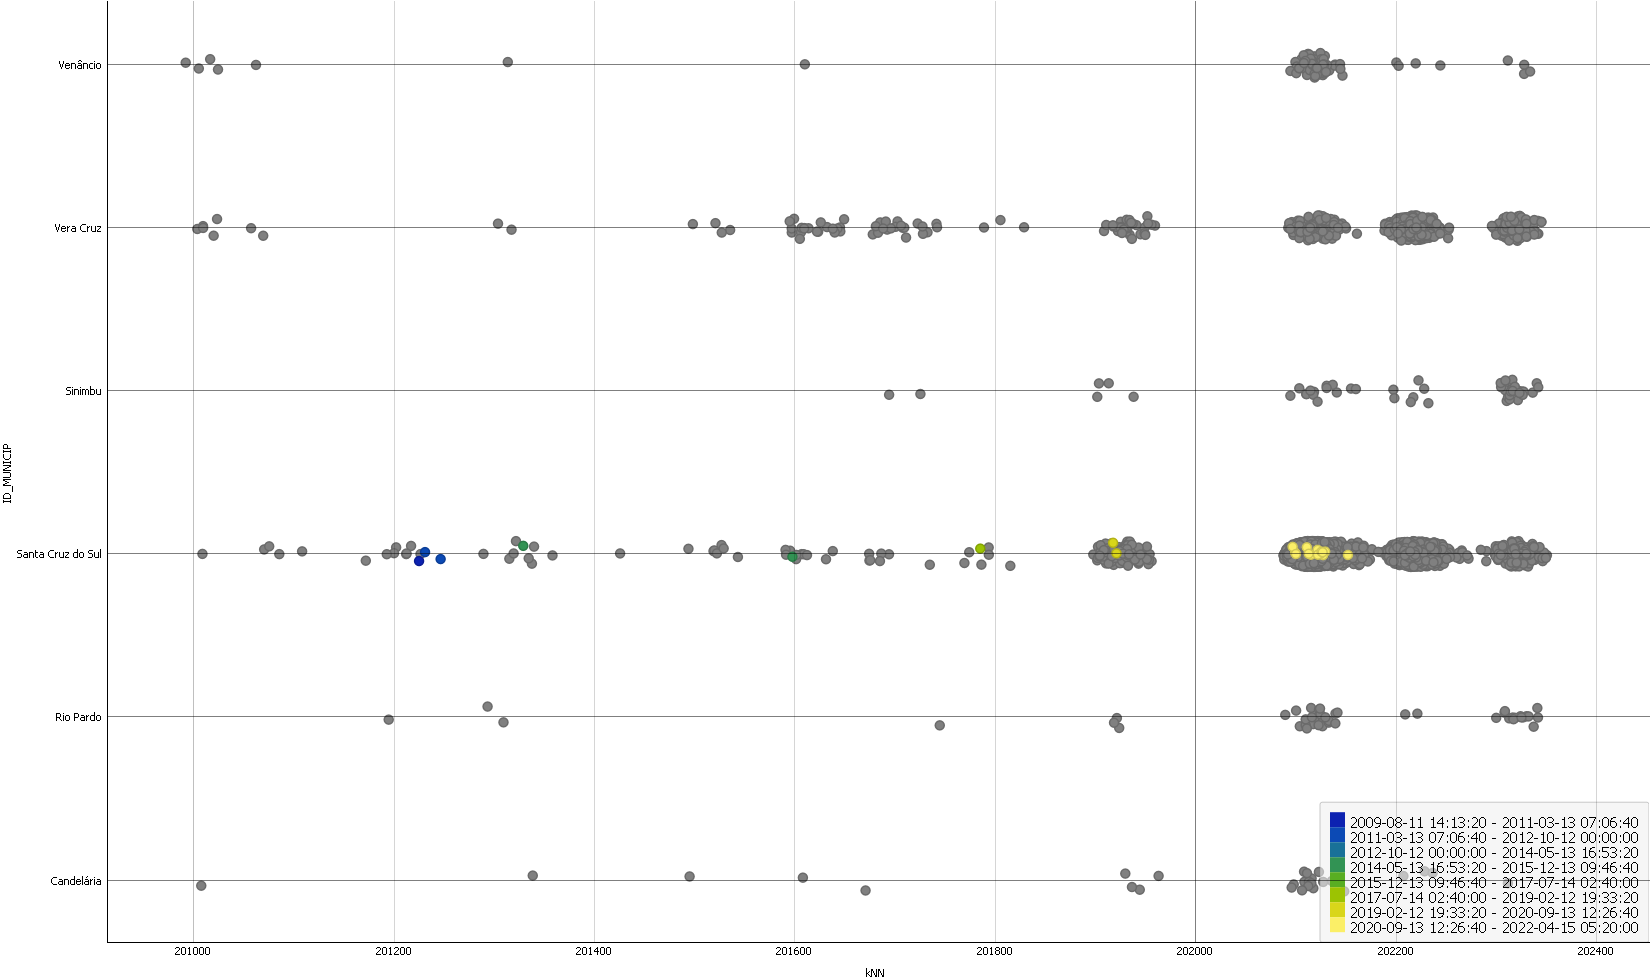 Venâncio
Vera Cruz
Sinimbu
ID_MUNICIP
Santa Cruz do Sul
Rio Pardo
Candelária
2009-08-11 14:13:20 - 2011-03-13 07:06:40
2011-03-13 07:06:40 - 2012-10-12 00:00:00
2012-10-12 00:00:00 - 2014-05-13 16:53:20
2014-05-13 16:53:20 - 2015-12-13 09:46:40
2015-12-13 09:46:40 - 2017-07-14 02:40:00
2017-07-14 02:40:00 - 2019-02-12 19:33:20
2019-02-12 19:33:20 - 2020-09-13 12:26:40
2020-09-13 12:26:40 - 2022-04-15 05:20:00
201000 201200 201400 201600 201800 202000 202200 202400
kNN